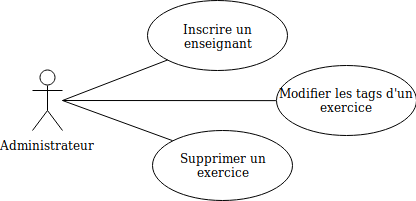 Inscrire un
enseignant
Modifier les tags d'un
exercice
Administrateur
Supprimer un
exercice